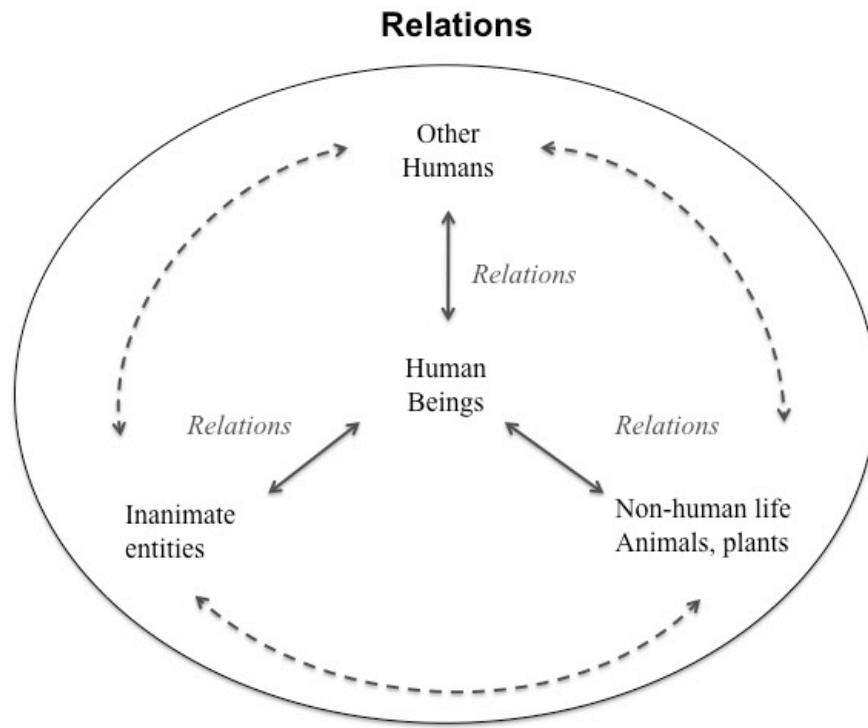 Relations
Other
Humans
Relations
Human
Beings
Relations
Relations
Inanimate
entities
Non-human life
Animals, plants